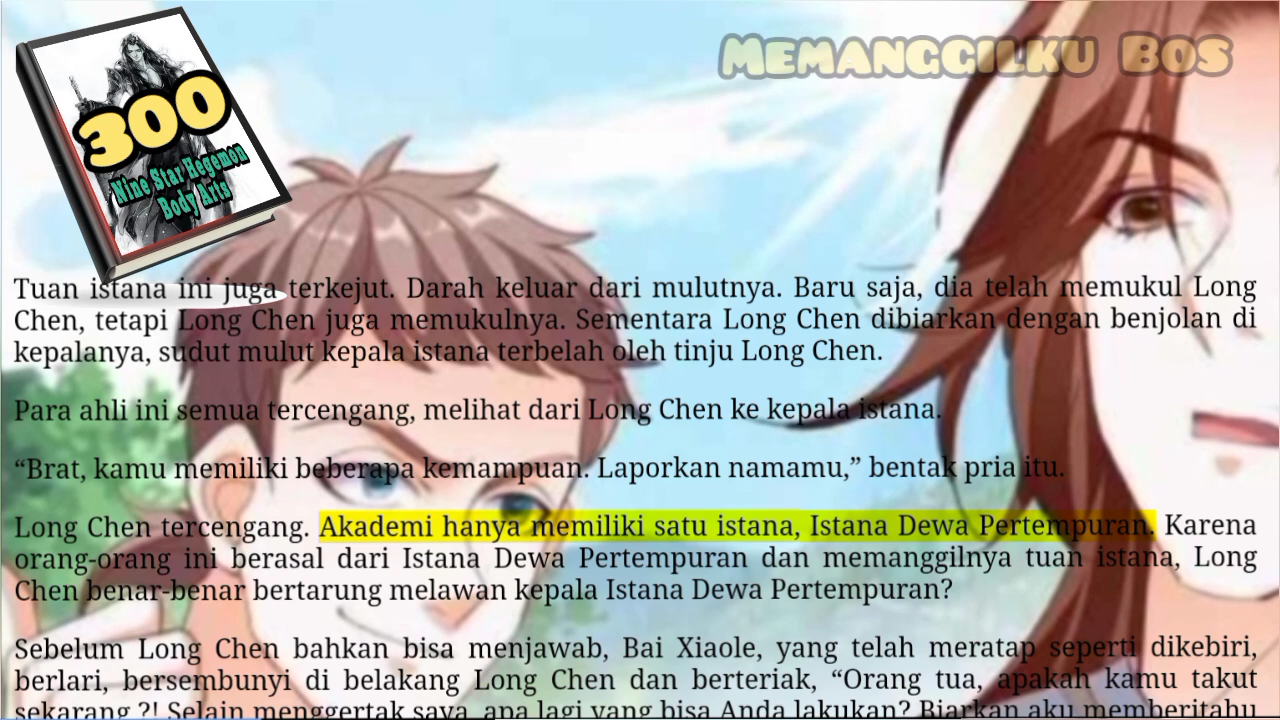 Memanggilku Bos
300
Nine Star Hegemon
Body Arts
Tuan istana ini juga terkejut. Darah keluar dari mulutnya. Baru saja, dia telah memukul Long
Chen, tetapi Long Chen juga memukulnya. Sementara Long Chen dibiarkan dengan benjolan di
kepalanya, sudut mulut kepala istana terbelah oleh tinju Long Chen.
Para ahli ini semua tercengang, melihat dari Long Chen ke kepala istana.
“Brat, kamu memiliki beberapa kemampuan. Laporkan namamu,” bentak pria itu.
Long Chen tercengang. Akademi hanya memiliki satu istana, Istana Dewa Pertempuran. Karena
orang-orang ini berasal dari Istana Dewa Pertempuran dan memanggilnya tuan istana, Long
Chen benar-benar bertarung melawan kepala Istana Dewa Pertempuran?
Sebelum Long Chen bahkan bisa menjawab, Bai Xiaole, yang telah meratap seperti dikebiri,
berlari, bersembunyi di belakang Long Chen dan berteriak, “Orang tua, apakah kamu takut
sekarang ?! Selain menggertak saya, apa lagi yang bisa Anda lakukan? Biarkan aku memberitahu